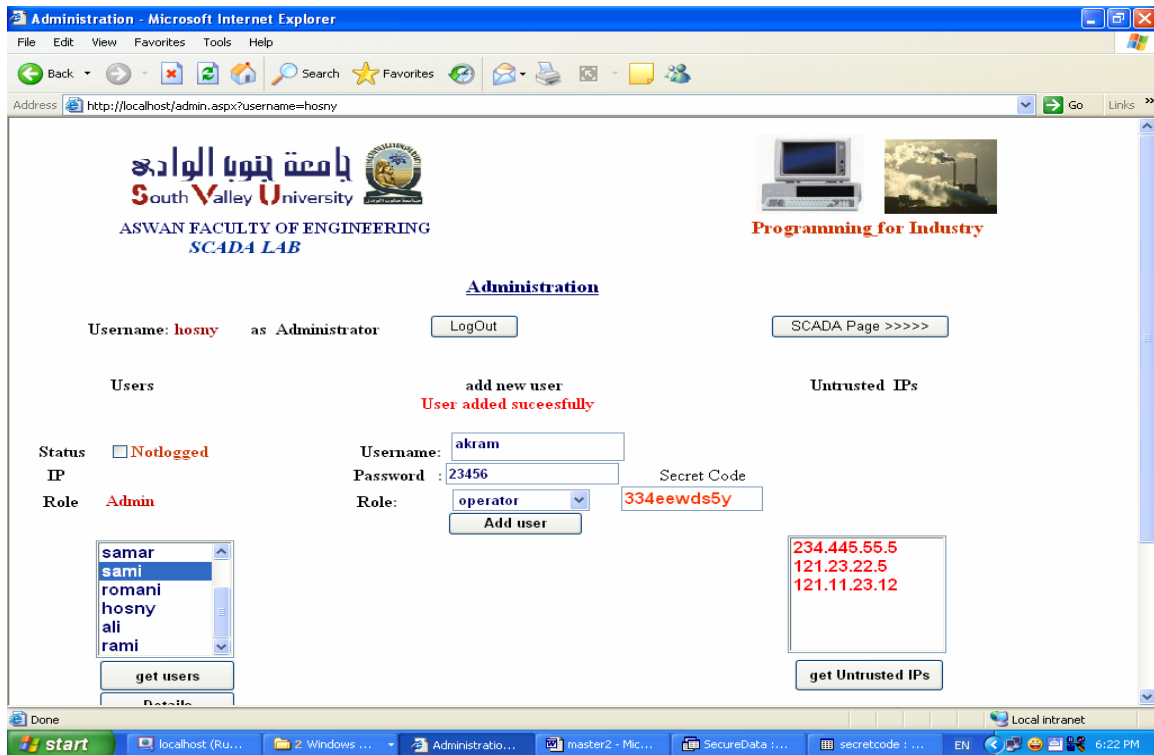 Administration - Microsoft Internet Explorer
File Edit View Favorites Tools Help
Back Search Favorites
Address http://localhost/admin.aspx?username=hosny Go Links »
جامعة جنوب الوادى
South Valley University
ASWAN FACULTY OF ENGINEERING
SCADA LAB
Programming for Industry
Administration
Username: hosny as Administrator LogOut SCADA Page >>>>>
Users add new user Untrusted IPs
User added suceesfully
Status Notlogged Username: akram
IP Password : 23456 Secret Code
Role Admin Role: operator 334eewds5y
Add user
samar
sami
romani
hosny
ali
rami
234.445.55.5
121.23.22.5
121.11.23.12
get users get Untrusted IPs
Details
Done Local intranet
start localhost (Ru... 2 Windows ... Administratio... master2 - Mic... SecureData :... secretcode : ... EN 6:22 PM